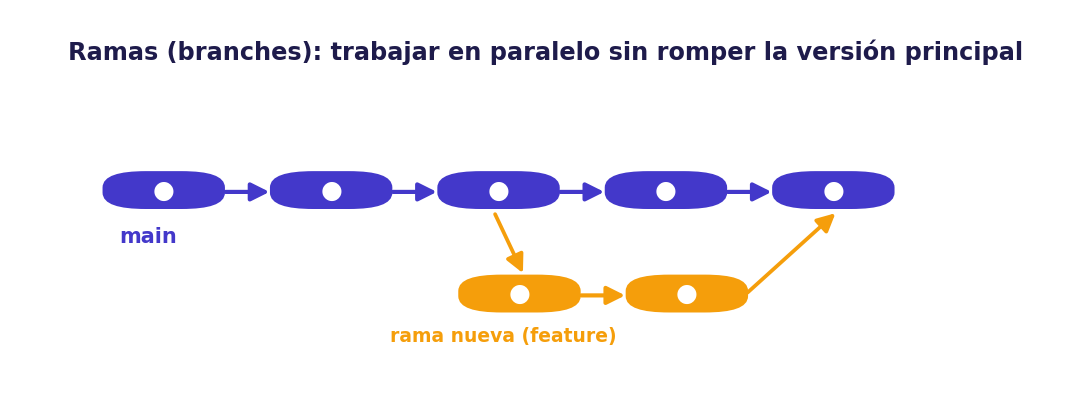 Ramas (branches): trabajar en paralelo sin romper la versión principal
main
rama nueva (feature)